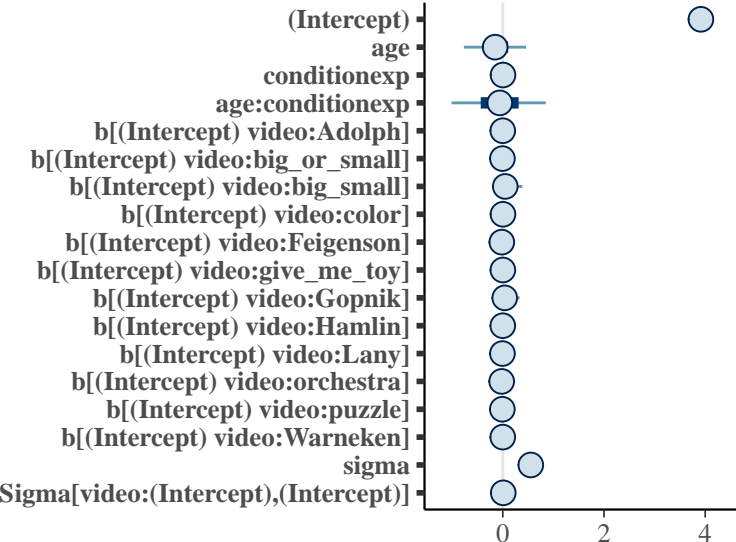 (Intercept)
age
conditionexp
age:conditionexp
b[(Intercept) video:Adolph]
b[(Intercept) video:big_or_small]
b[(Intercept) video:big_small]
b[(Intercept) video:color]
b[(Intercept) video:Feigenson]
b[(Intercept) video:give_me_toy]
b[(Intercept) video:Gopnik]
b[(Intercept) video:Hamlin]
b[(Intercept) video:Lany]
b[(Intercept) video:orchestra]
b[(Intercept) video:puzzle]
b[(Intercept) video:Warneken]
sigma
Sigma[video:(Intercept),(Intercept)]
0 2 4